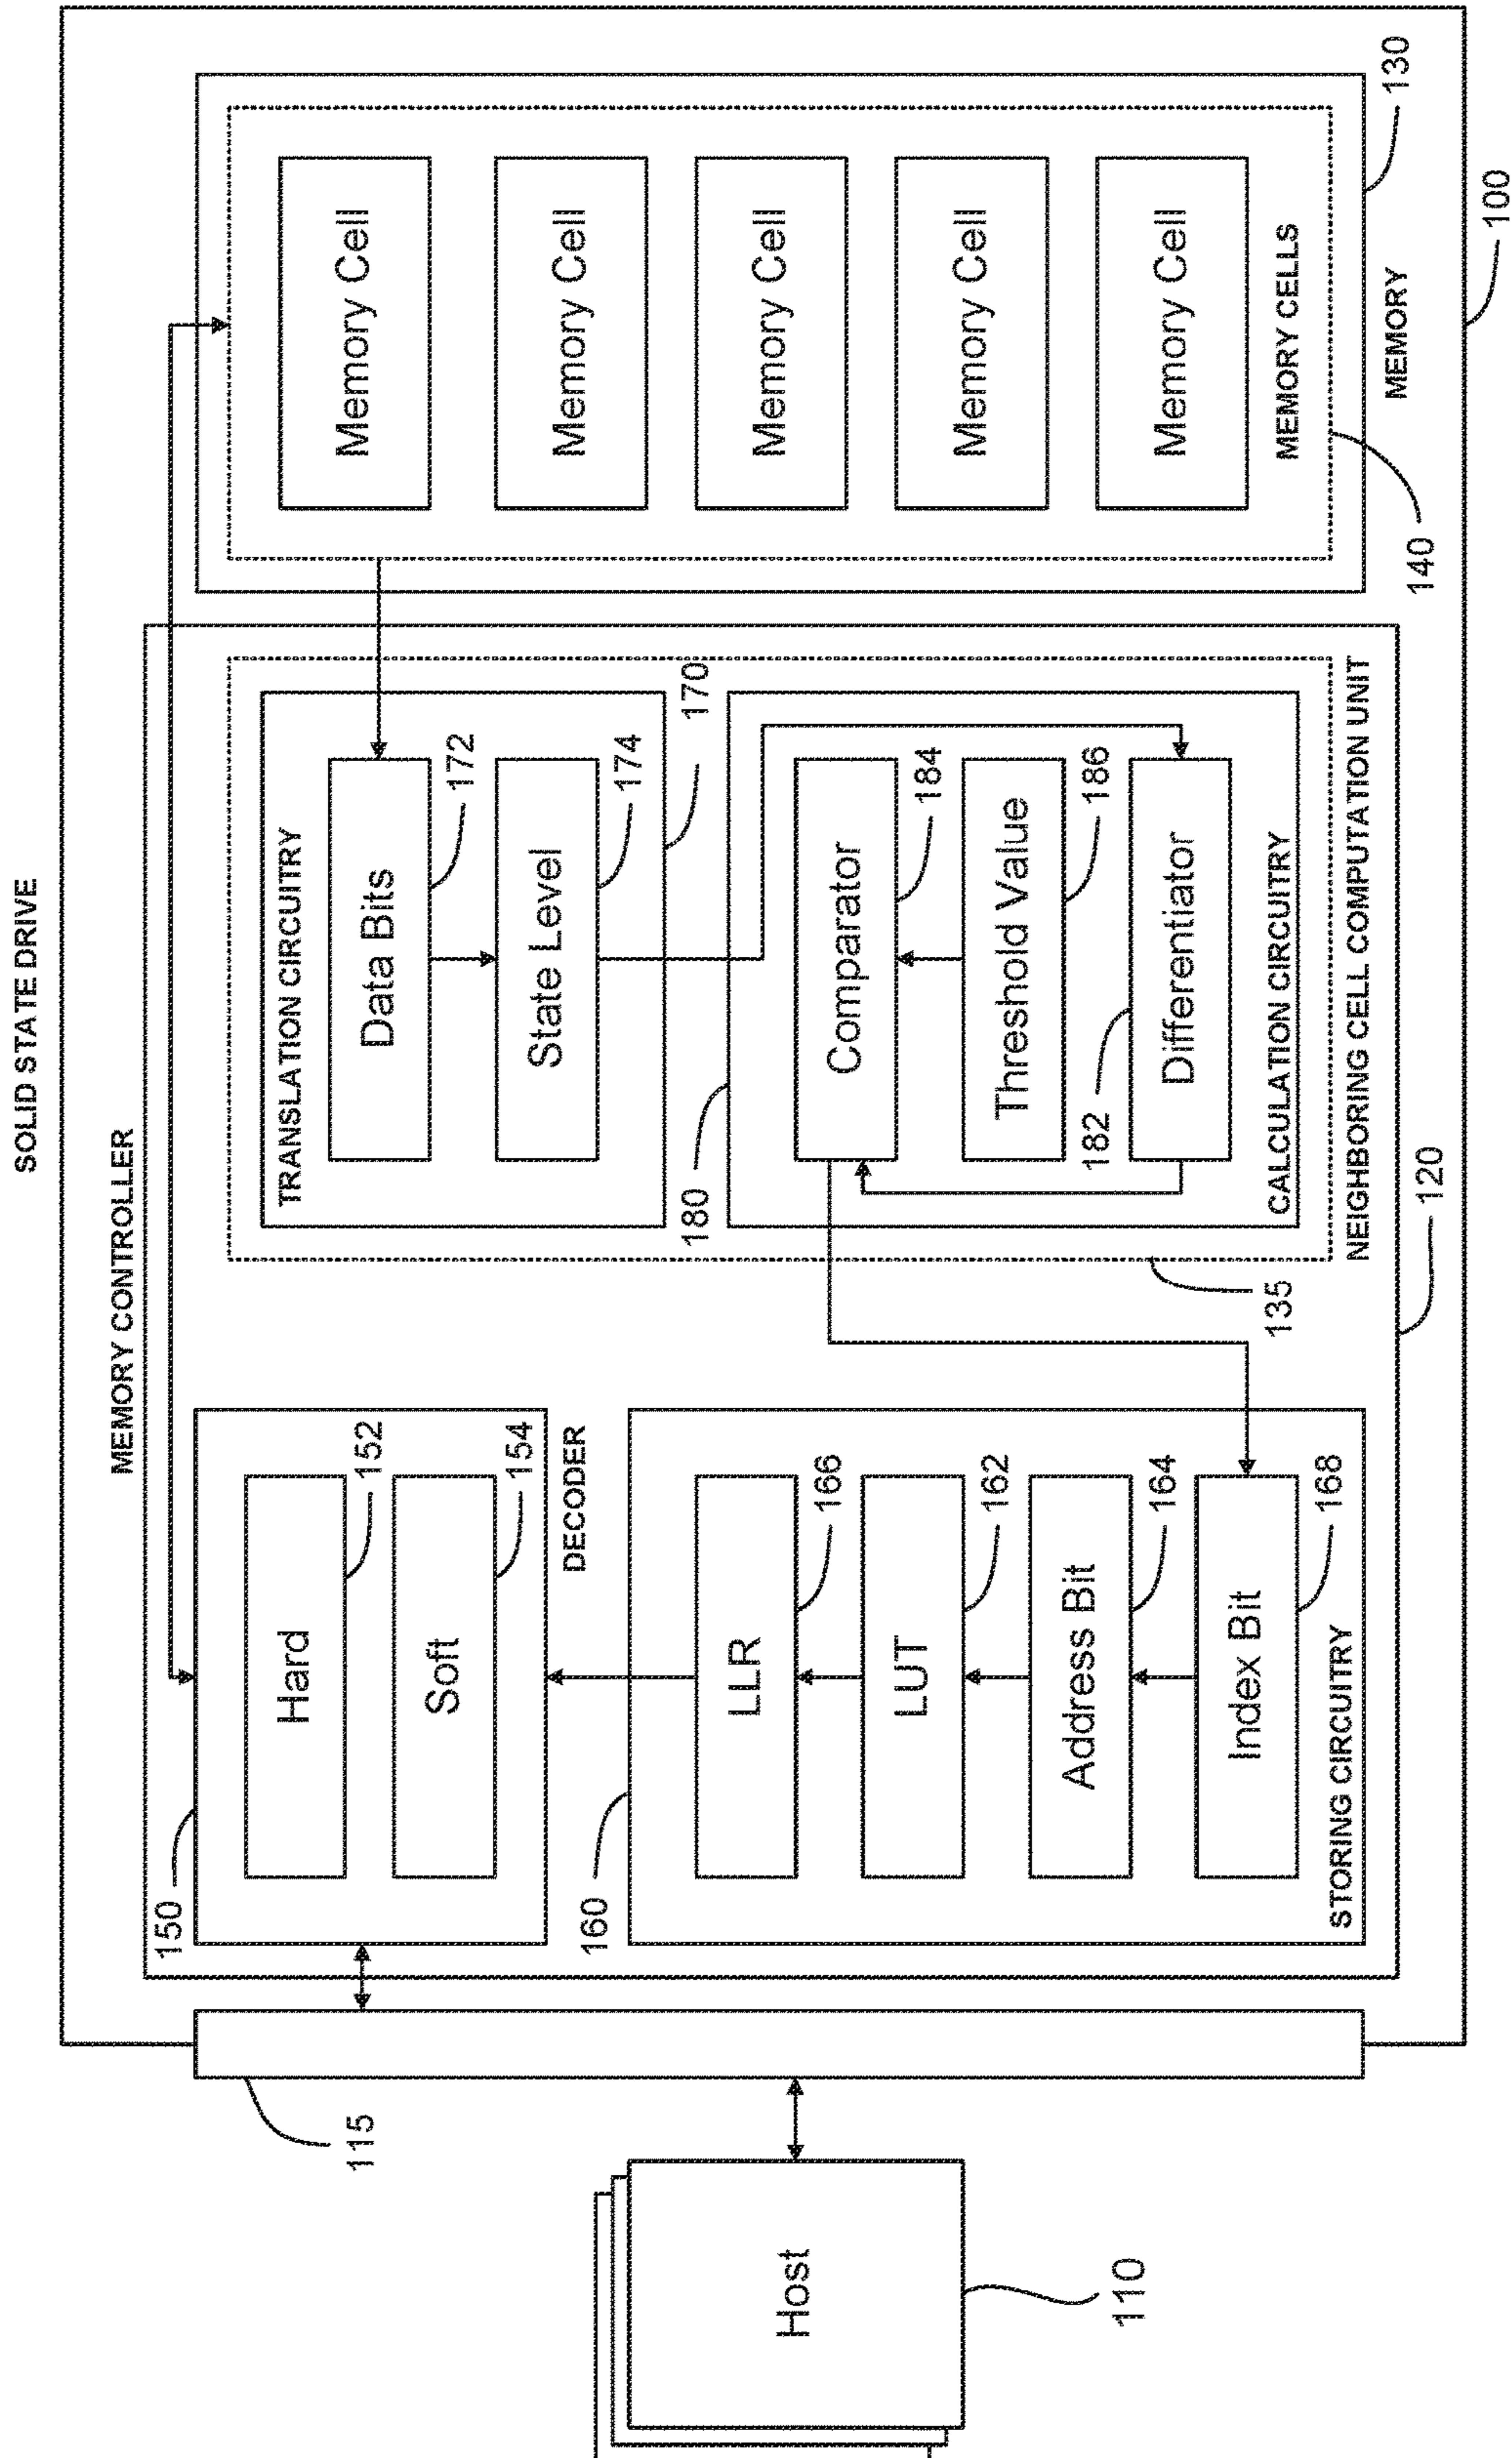 SOLID STATE DRIVE
MEMORY CONTROLLER
150
Hard
152
Soft
154
DECODER
160
LLR
166
LUT
162
Address Bit
164
Index Bit
168
STORING CIRCUITRY
TRANSLATION CIRCUITRY
Data Bits
172
State Level
174
170
180
Comparator
184
Threshold Value
186
182
Differentiator
CALCULATION CIRCUITRY
135
NEIGHBORING CELL COMPUTATION UNIT
120
Memory Cell
Memory Cell
Memory Cell
Memory Cell
Memory Cell
MEMORY CELLS
140
MEMORY
130
100
115
Host
110